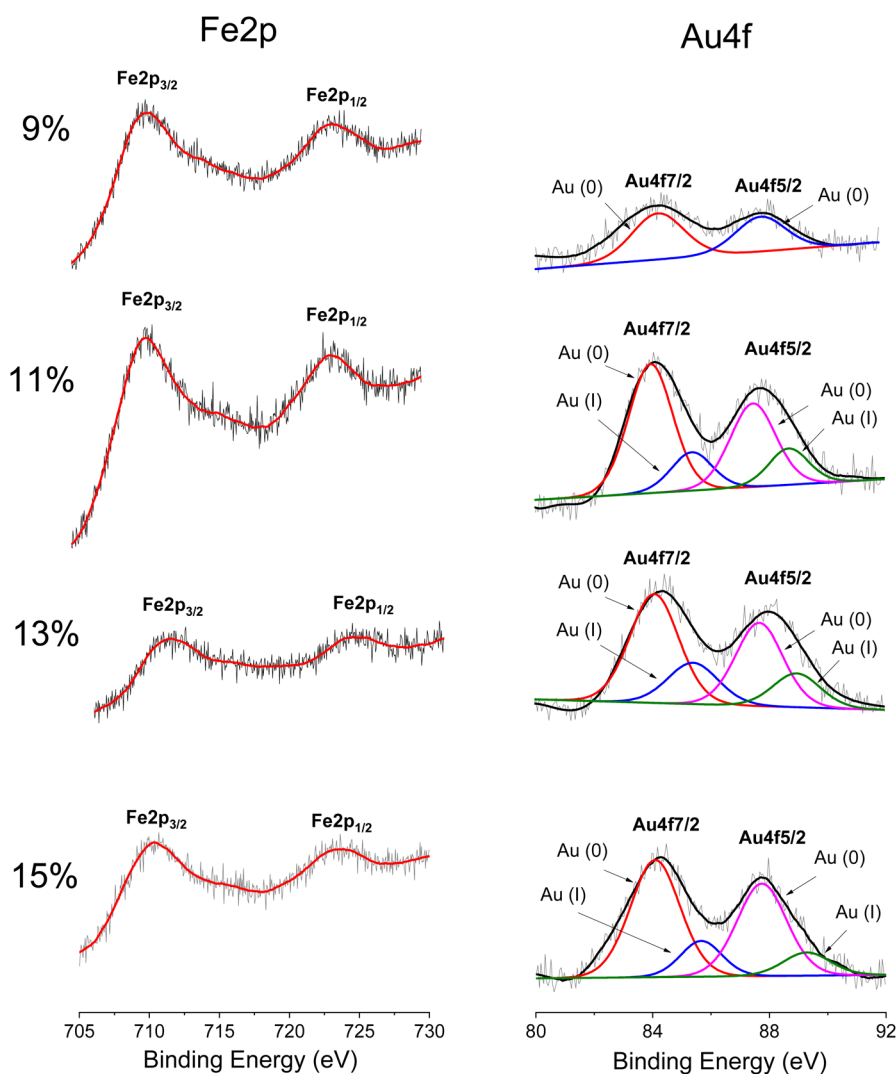 Fe2p
Au4f
9%
Fe2p3/2
Fe2p1/2
Au (0)
Au4f7/2
Au4f5/2
Au (0)
11%
Fe2p3/2
Fe2p1/2
Au4f7/2
Au4f5/2
Au (0)
Au (I)
Au (0)
Au (I)
13%
Fe2p3/2
Fe2p1/2
Au4f7/2
Au4f5/2
Au (0)
Au (I)
Au (0)
Au (I)
15%
Fe2p3/2
Fe2p1/2
Au4f7/2
Au4f5/2
Au (0)
Au (I)
Au (0)
Au (I)
705 710 715 720 725 730
Binding Energy (eV)
80 84 88 92
Binding Energy (eV)